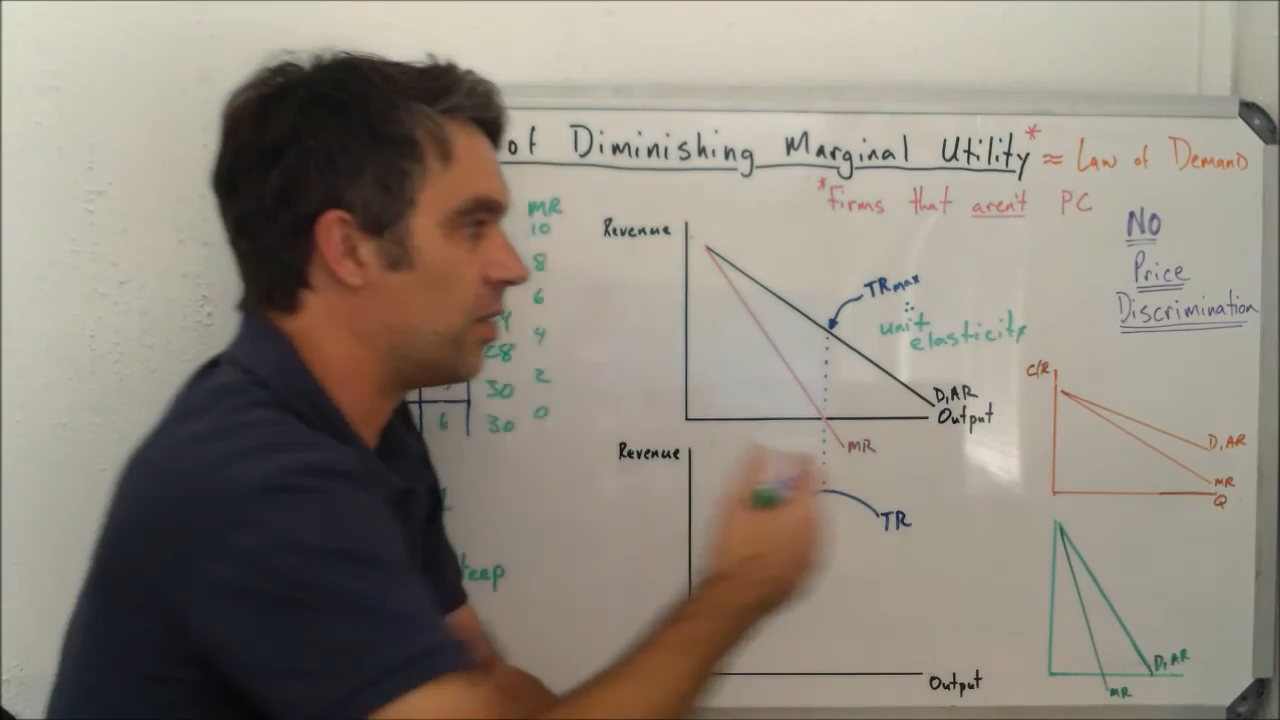 of Diminishing Marginal Utility* ≈ Law of Demand
*Firms that aren't PC
No
Price
Discrimination
MR
10
8
6
4
28
4
30
2
6
30
0
Revenue
TRmax
∴
unit
elasticity
D, AR
Output
MR
Revenue
TR
Output
C/R
D, AR
MR
Q
D, AR
MR